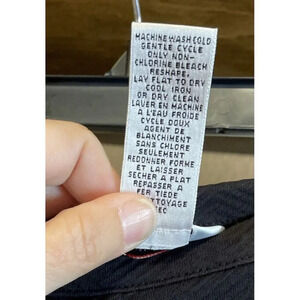 MACHINE WASH COLD
GENTLE CYCLE
ONLY NON-
CHLORINE BLEACH
RESHAPE,
LAY FLAT TO DRY
COOL IRON
OR DRY CLEAN
LAVER EN MACHINE
A L'EAU FROIDE
CYCLE DOUX
AGENT DE
BLANCHIMENT
SANS CHLORE
SEULEMENT
REDONNER FORME
ET LAISSER
SECHER A PLAT
REPASSER A
FER TIEDE